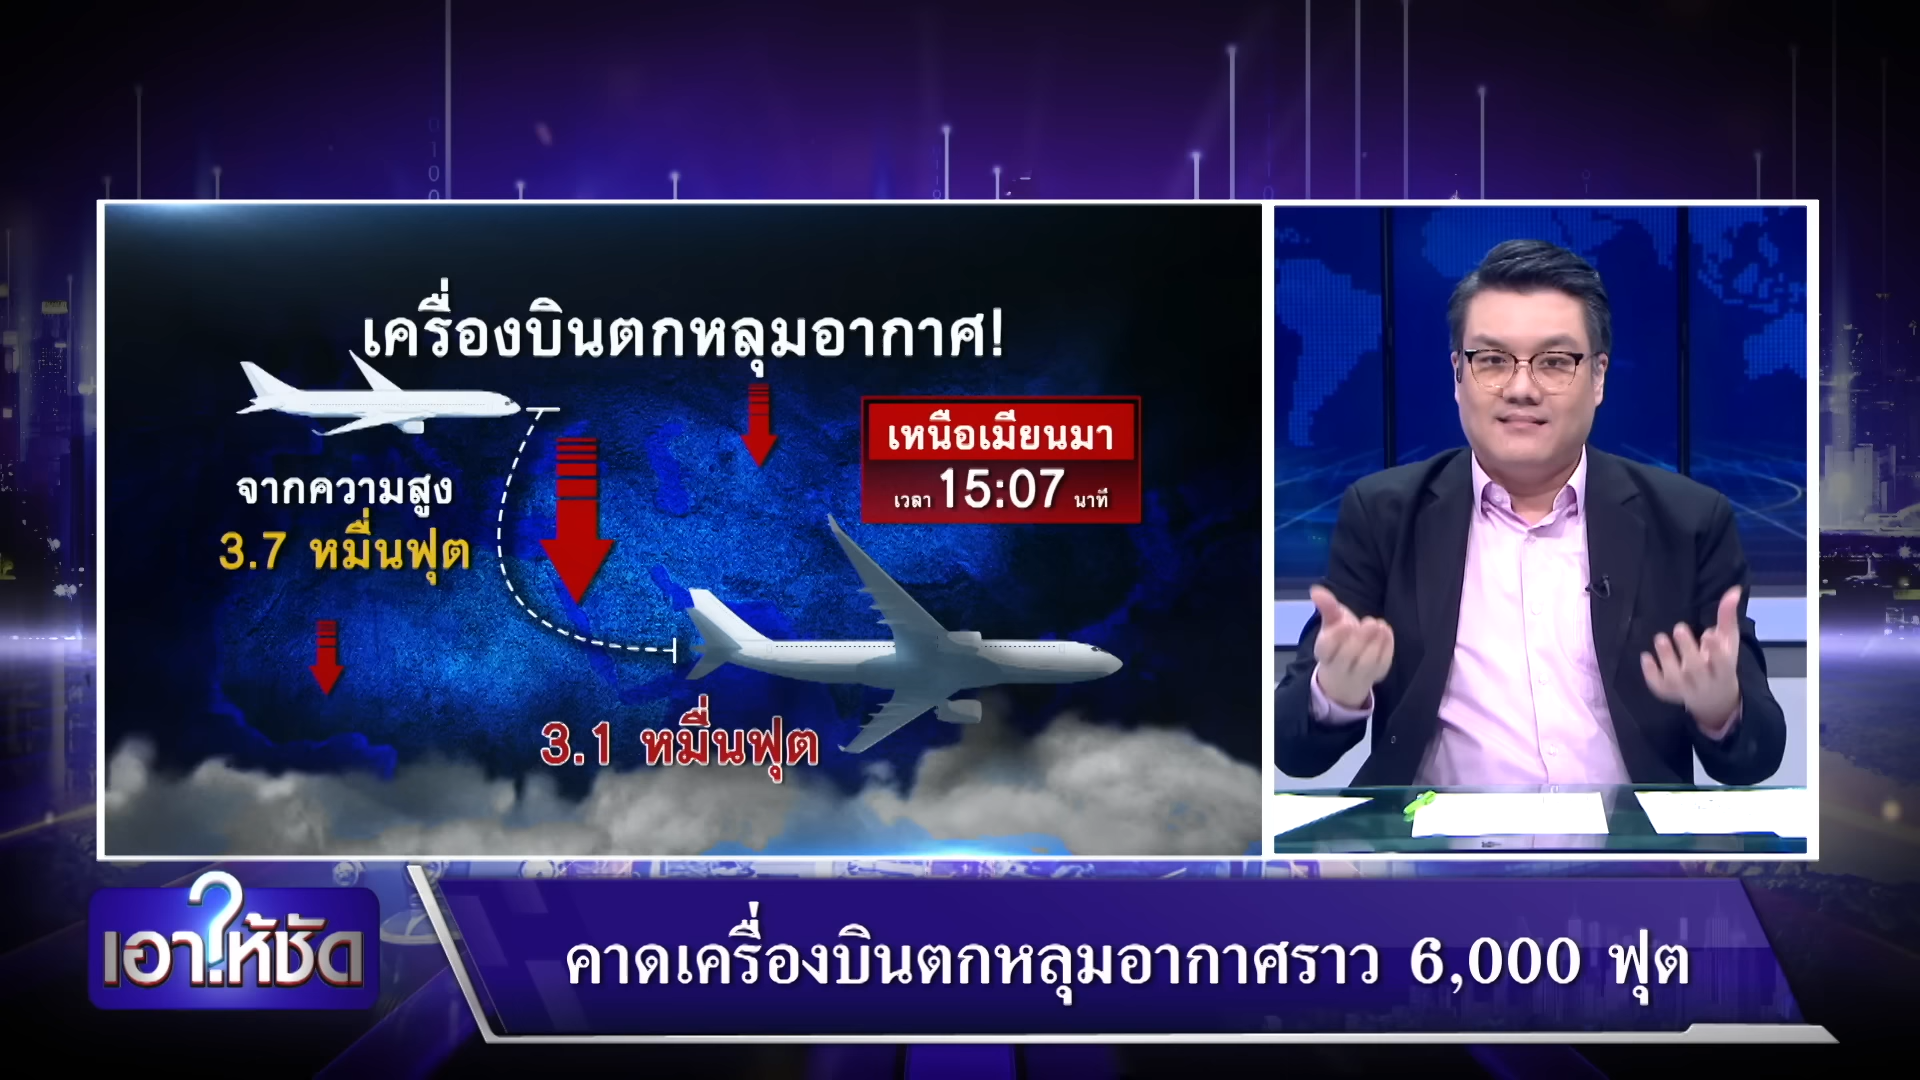 เครื่องบินตกหลุมอากาศ!
เหนือเมียนมา
เวลา 15:07 นาที
จากความสูง
3.7 หมื่นฟุต
3.1 หมื่นฟุต
เอา?ให้ชัด
คาดเครื่องบินตกหลุมอากาศราว 6,000 ฟุต